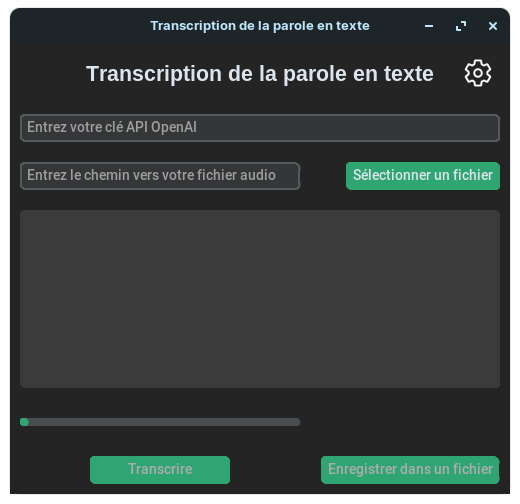 Transcription de la parole en texte
Transcription de la parole en texte
Entrez votre clé API OpenAI
Entrez le chemin vers votre fichier audio
Sélectionner un fichier
Transcrire
Enregistrer dans un fichier